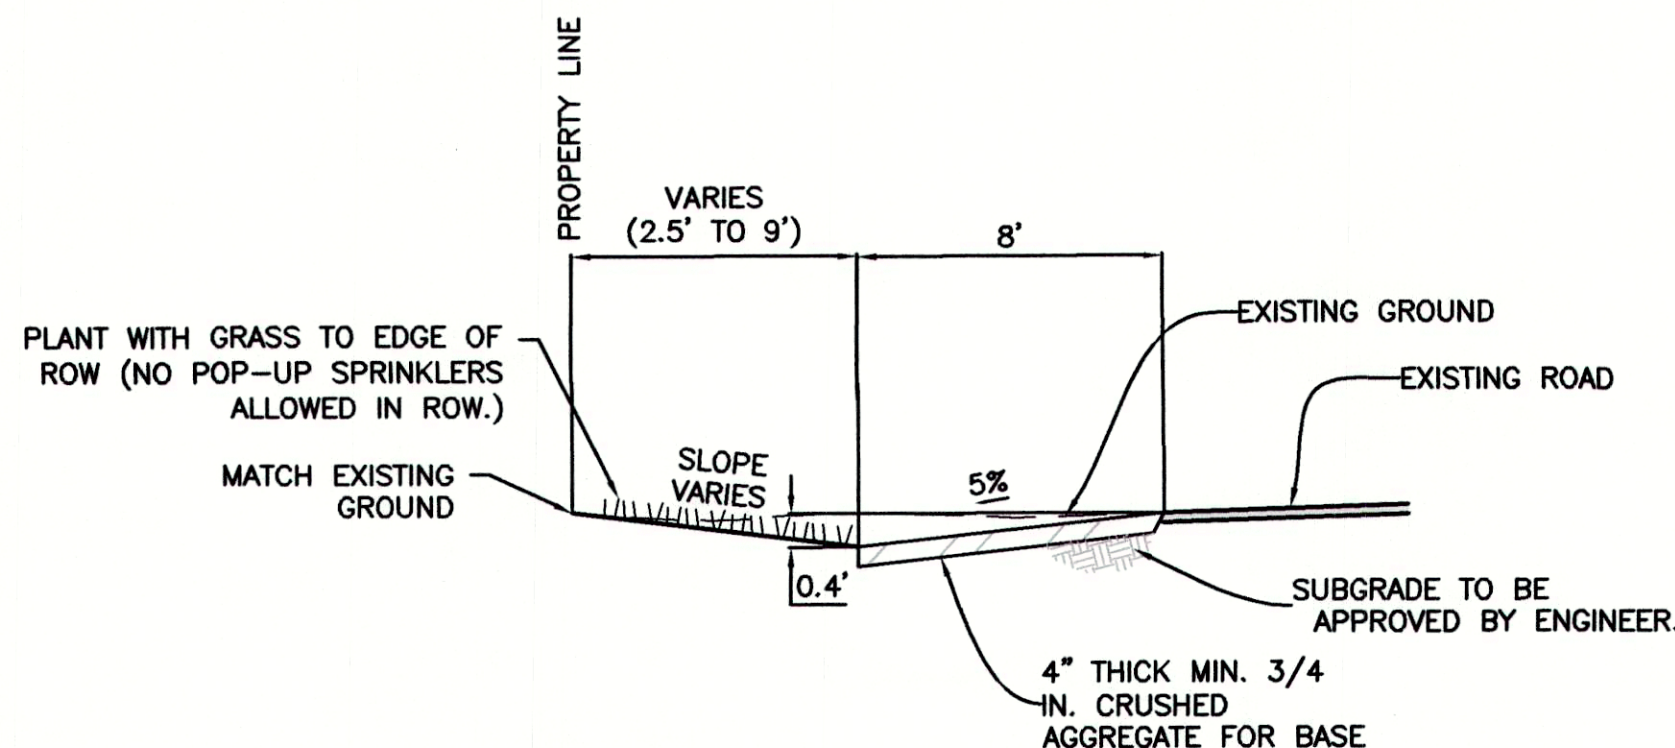 PROPERTY LINE
VARIES
(2.5' TO 9')
8'
EXISTING GROUND
PLANT WITH GRASS TO EDGE OF
ROW (NO POP-UP SPRINKLERS
ALLOWED IN ROW.)
EXISTING ROAD
MATCH EXISTING
GROUND
SLOPE
VARIES
5%
0.4'
SUBGRADE TO BE
APPROVED BY ENGINEER.
4" THICK MIN. 3/4
IN. CRUSHED
AGGREGATE FOR BASE